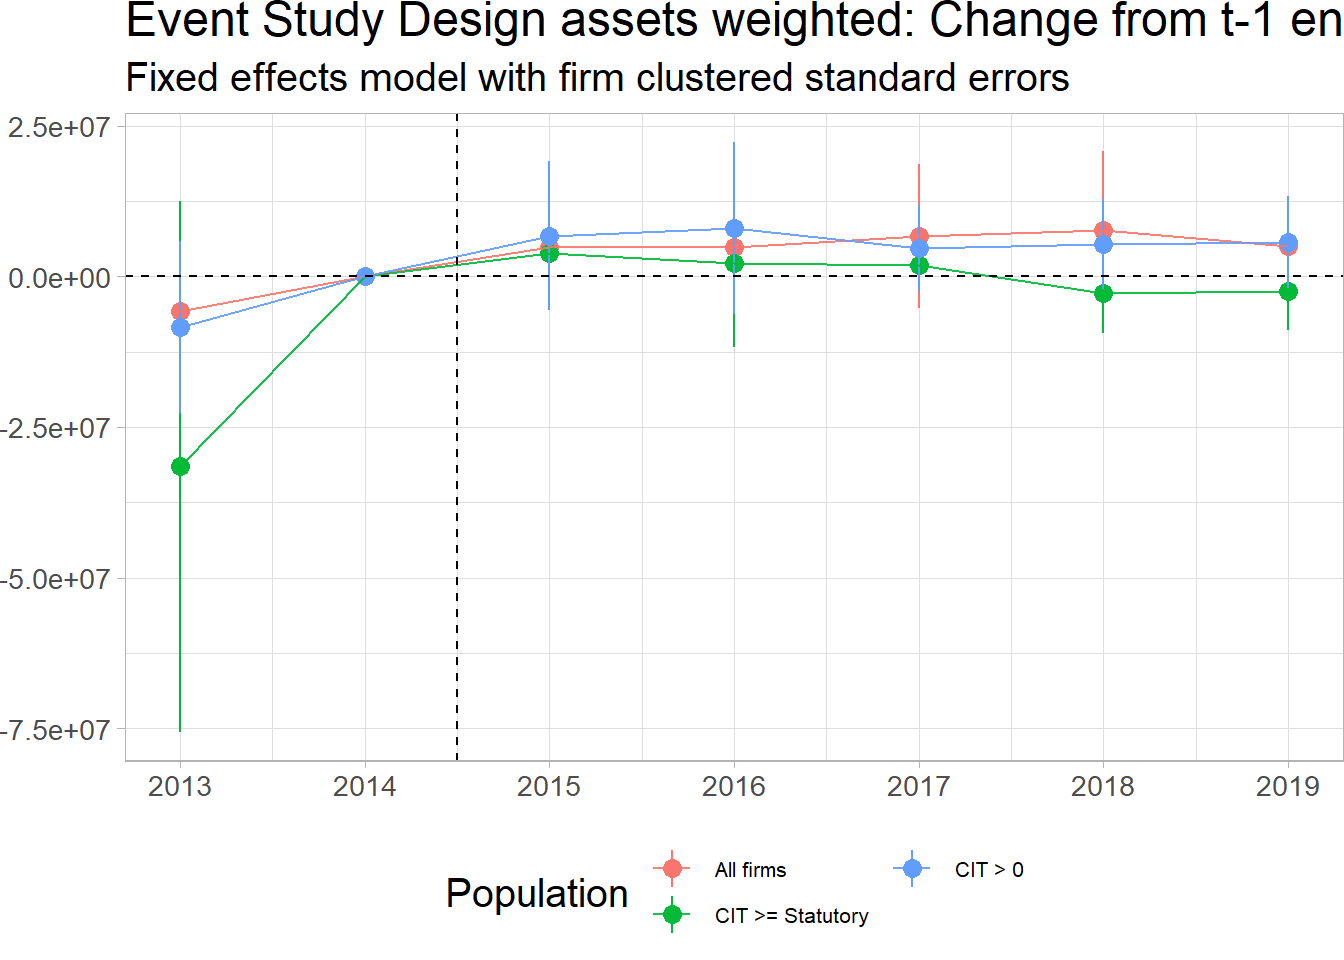 Event Study Design assets weighted: Change from t-1 en
Fixed effects model with firm clustered standard errors
2.5e+07
0.0e+00
-2.5e+07
-5.0e+07
-7.5e+07
2013 2014 2015 2016 2017 2018 2019
Population
All firms
CIT > 0
CIT >= Statutory